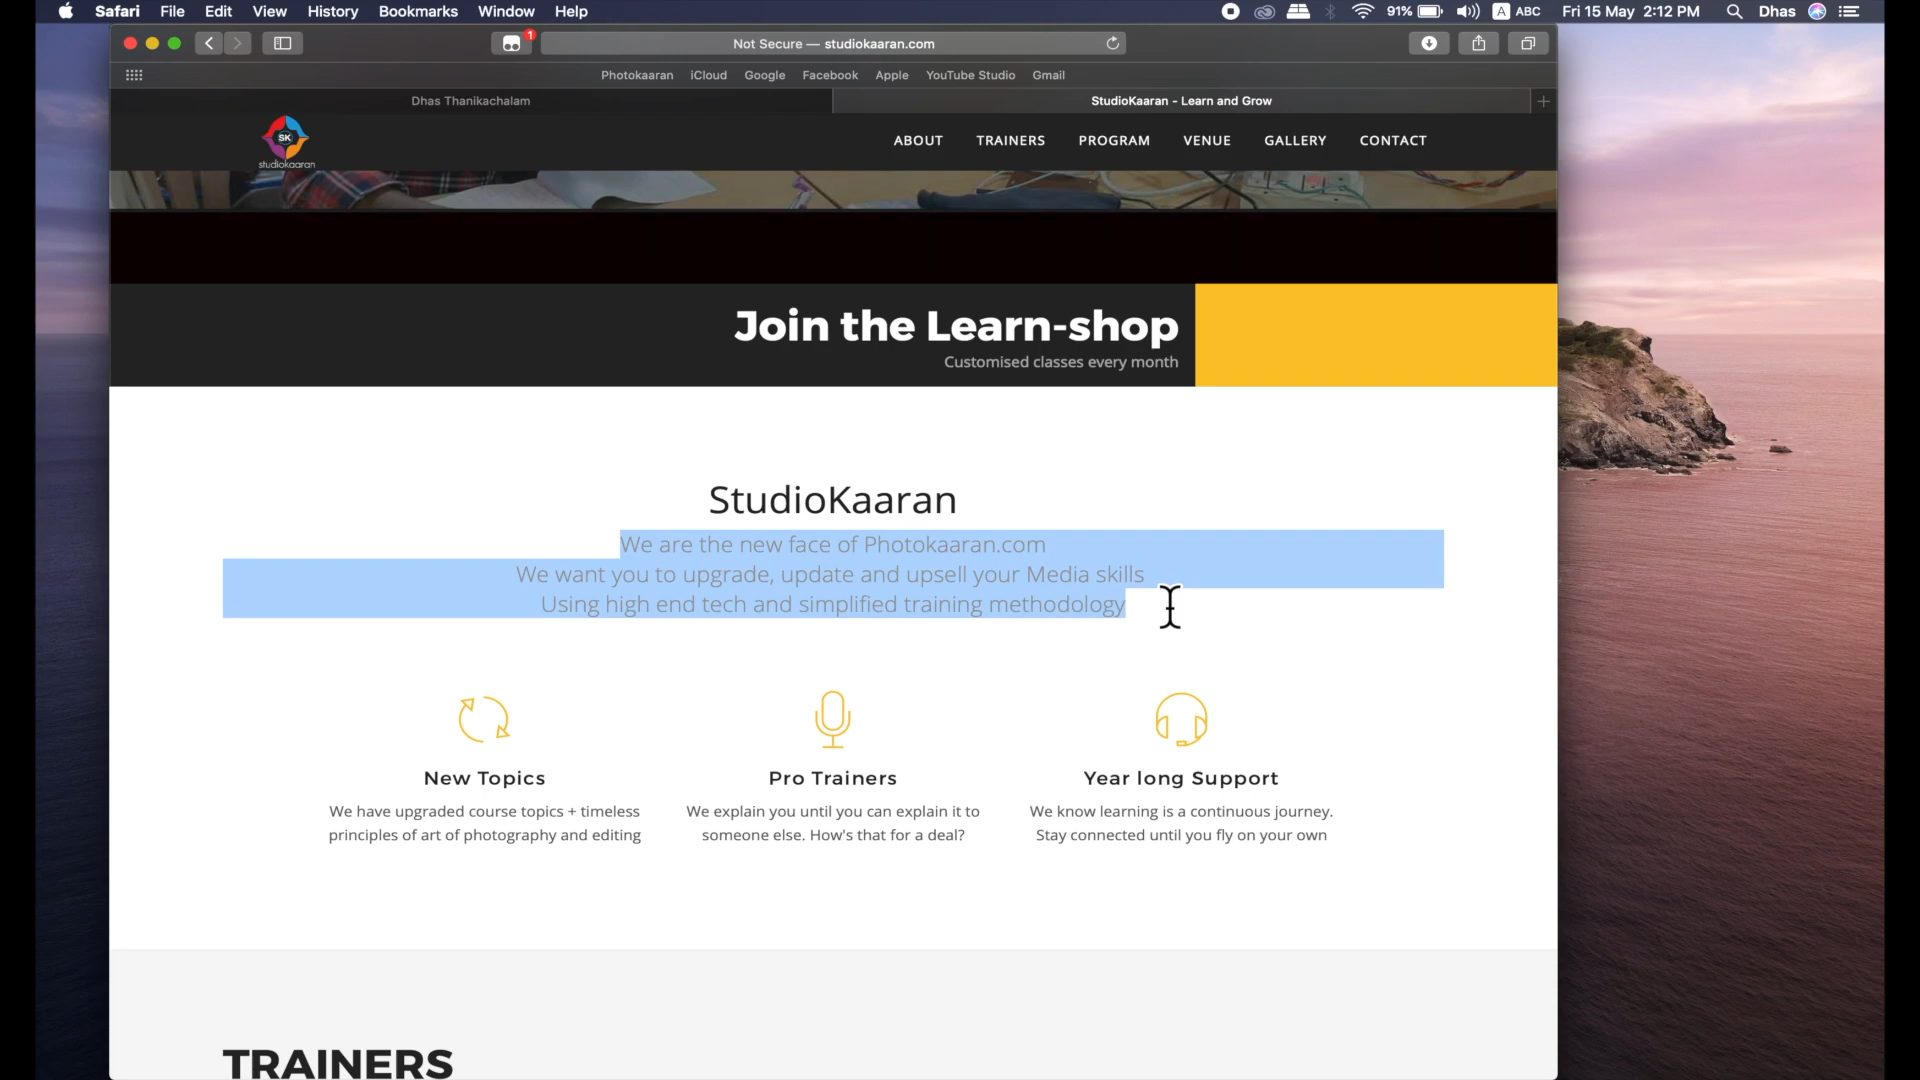 Safari File Edit View History Bookmarks Window Help 91% A ABC Fri 15 May 2:12 PM Dhas
1 Not Secure — studiokaaran.com
Photokaaran iCloud Google Facebook Apple YouTube Studio Gmail
Dhas Thanikachalam StudioKaaran - Learn and Grow
SK
studiokaaran
ABOUT TRAINERS PROGRAM VENUE GALLERY CONTACT
Join the Learn-shop
Customised classes every month
StudioKaaran
We are the new face of Photokaaran.com
We want you to upgrade, update and upsell your Media skills
Using high end tech and simplified training methodology
New Topics
We have upgraded course topics + timeless
principles of art of photography and editing
Pro Trainers
We explain you until you can explain it to
someone else. How's that for a deal?
Year long Support
We know learning is a continuous journey.
Stay connected until you fly on your own
TRAINERS